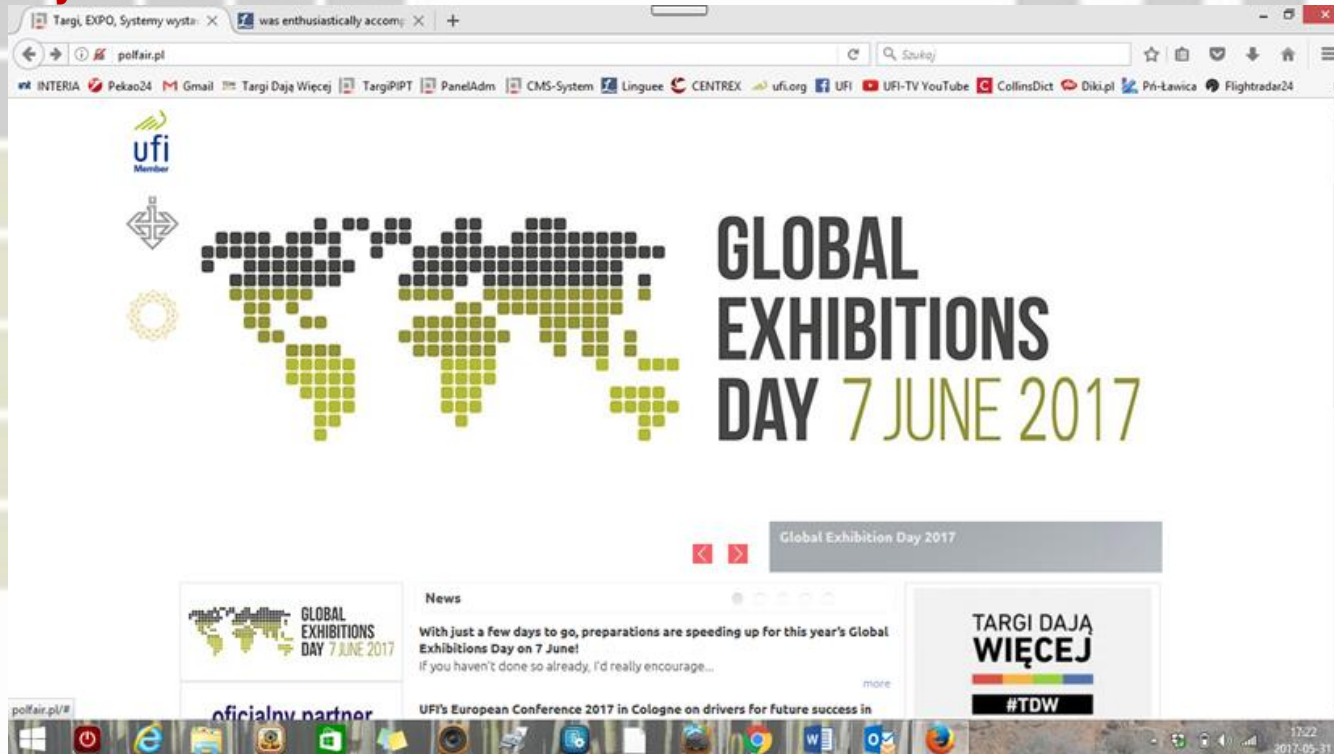 Targi, EXPO, Systemy wysta
was enthusiastically accomp
polfair.pl
Szukaj
INTERIA Pekao24 Gmail Targi Dają Więcej TargiPIPT PanelAdm CMS-System Linguee CENTREX ufi.org UFI UFI-TV YouTube CollinsDict Diki.pl Pń-Ławica Flightradar24
ufi
Member
GLOBAL
EXHIBITIONS
DAY 7 JUNE 2017
Global Exhibition Day 2017
GLOBAL
EXHIBITIONS
DAY 7 JUNE 2017
oficjalny partner
News
With just a few days to go, preparations are speeding up for this year's Global
Exhibitions Day on 7 June!
If you haven't done so already, I'd really encourage...
more
UFI's European Conference 2017 in Cologne on drivers for future success in
TARGI DAJĄ
WIĘCEJ
#TDW
polfair.pl/#
17:22
2017-05-31